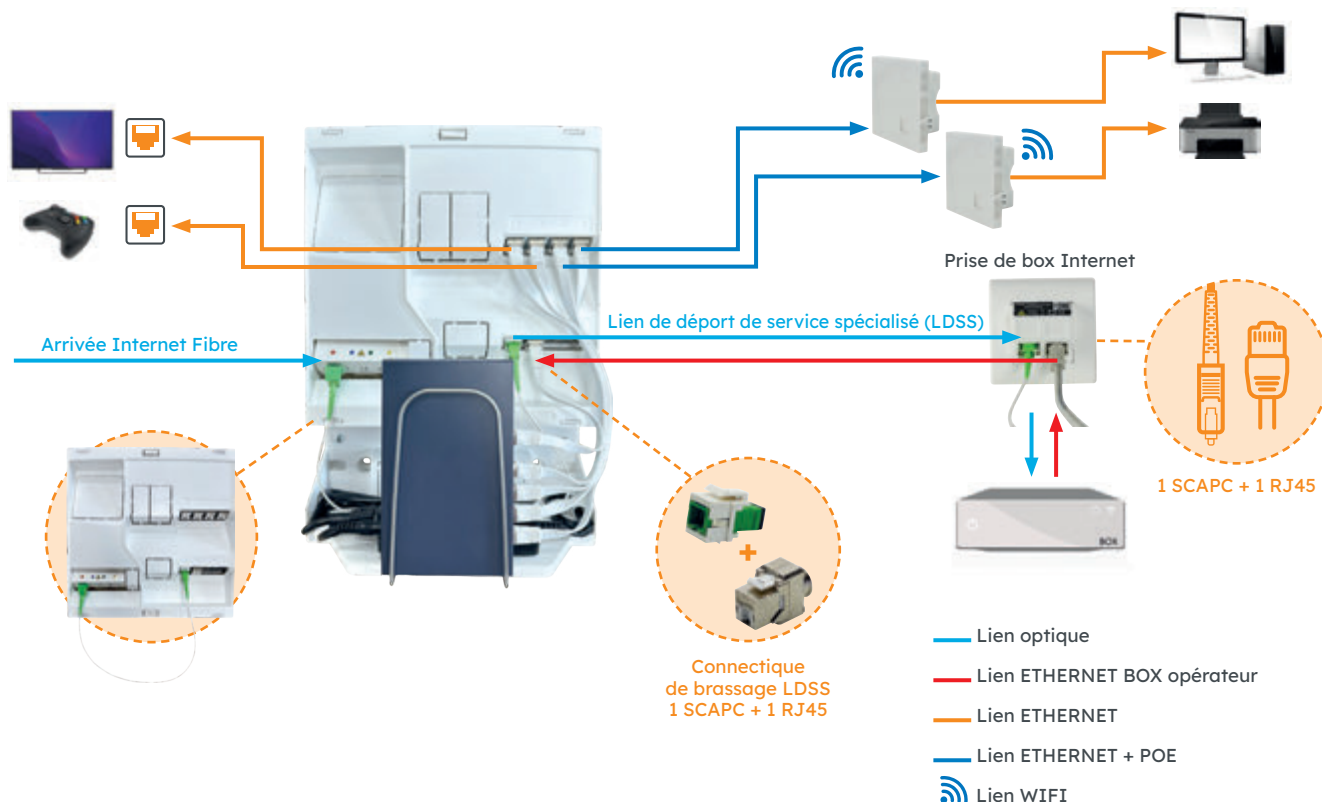 Prise de box Internet
Lien de déport de service spécialisé (LDSS)
Arrivée Internet Fibre
1 SCAPC + 1 RJ45
BOX
Connectique
de brassage LDSS
1 SCAPC + 1 RJ45
Lien optique
Lien ETHERNET BOX opérateur
Lien ETHERNET
Lien ETHERNET + POE
Lien WIFI